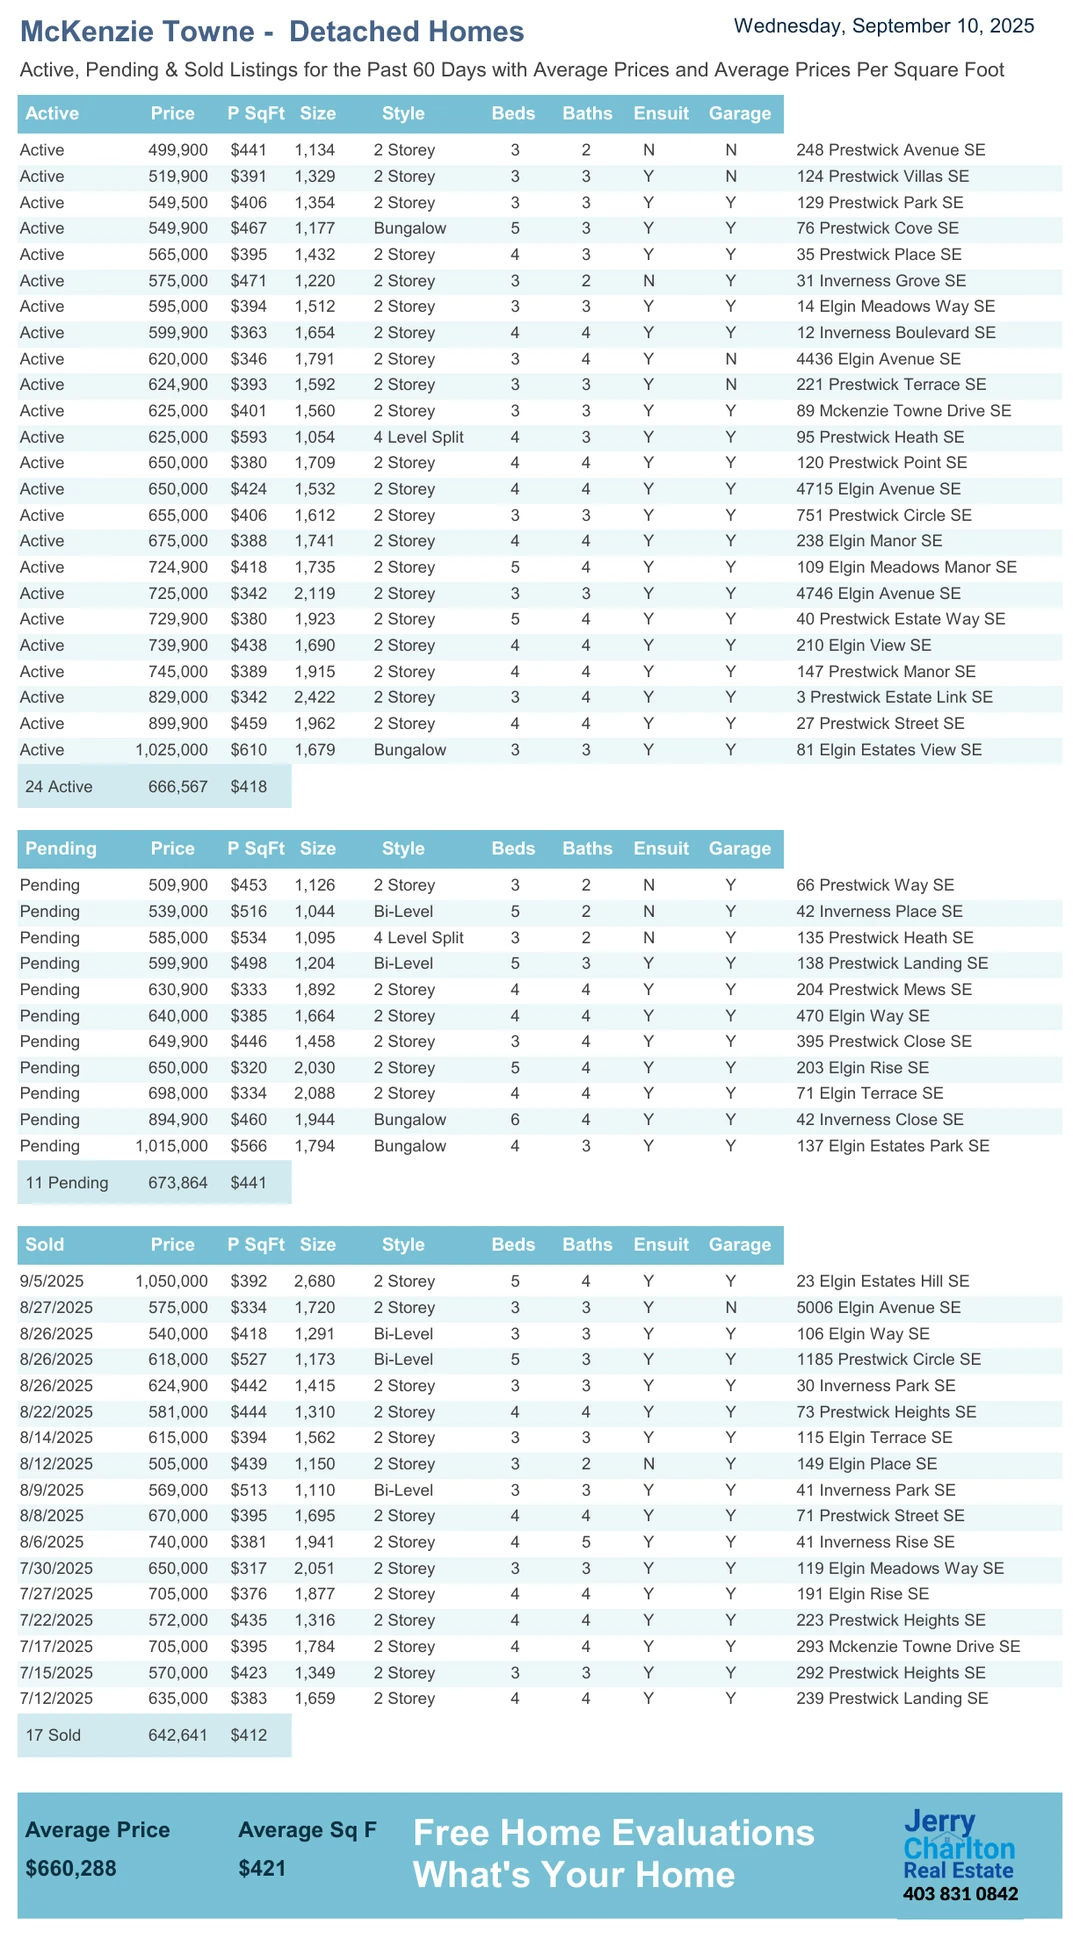 McKenzie Towne - Detached Homes Wednesday, September 10, 2025
Active, Pending & Sold Listings for the Past 60 Days with Average Prices and Average Prices Per Square Foot
Active Price P SqFt Size Style Beds Baths Ensuit Garage
Active 499,900 $441 1,134 2 Storey 3 2 N N 248 Prestwick Avenue SE
Active 519,900 $391 1,329 2 Storey 3 3 Y N 124 Prestwick Villas SE
Active 549,500 $406 1,354 2 Storey 3 3 Y Y 129 Prestwick Park SE
Active 549,900 $467 1,177 Bungalow 5 3 Y Y 76 Prestwick Cove SE
Active 565,000 $395 1,432 2 Storey 4 3 Y Y 35 Prestwick Place SE
Active 575,000 $471 1,220 2 Storey 3 2 N Y 31 Inverness Grove SE
Active 595,000 $394 1,512 2 Storey 3 3 Y Y 14 Elgin Meadows Way SE
Active 599,900 $363 1,654 2 Storey 4 4 Y Y 12 Inverness Boulevard SE
Active 620,000 $346 1,791 2 Storey 3 4 Y N 4436 Elgin Avenue SE
Active 624,900 $393 1,592 2 Storey 3 3 Y N 221 Prestwick Terrace SE
Active 625,000 $401 1,560 2 Storey 3 3 Y Y 89 Mckenzie Towne Drive SE
Active 625,000 $593 1,054 4 Level Split 4 3 Y Y 95 Prestwick Heath SE
Active 650,000 $380 1,709 2 Storey 4 4 Y Y 120 Prestwick Point SE
Active 650,000 $424 1,532 2 Storey 4 4 Y Y 4715 Elgin Avenue SE
Active 655,000 $406 1,612 2 Storey 3 3 Y Y 751 Prestwick Circle SE
Active 675,000 $388 1,741 2 Storey 4 4 Y Y 238 Elgin Manor SE
Active 724,900 $418 1,735 2 Storey 5 4 Y Y 109 Elgin Meadows Manor SE
Active 725,000 $342 2,119 2 Storey 3 3 Y Y 4746 Elgin Avenue SE
Active 729,900 $380 1,923 2 Storey 5 4 Y Y 40 Prestwick Estate Way SE
Active 739,900 $438 1,690 2 Storey 4 4 Y Y 210 Elgin View SE
Active 745,000 $389 1,915 2 Storey 4 4 Y Y 147 Prestwick Manor SE
Active 829,000 $342 2,422 2 Storey 3 4 Y Y 3 Prestwick Estate Link SE
Active 899,900 $459 1,962 2 Storey 4 4 Y Y 27 Prestwick Street SE
Active 1,025,000 $610 1,679 Bungalow 3 3 Y Y 81 Elgin Estates View SE
24 Active 666,567 $418
Pending Price P SqFt Size Style Beds Baths Ensuit Garage
Pending 509,900 $453 1,126 2 Storey 3 2 N Y 66 Prestwick Way SE
Pending 539,000 $516 1,044 Bi-Level 5 2 N Y 42 Inverness Place SE
Pending 585,000 $534 1,095 4 Level Split 3 2 N Y 135 Prestwick Heath SE
Pending 599,900 $498 1,204 Bi-Level 5 3 Y Y 138 Prestwick Landing SE
Pending 630,900 $333 1,892 2 Storey 4 4 Y Y 204 Prestwick Mews SE
Pending 640,000 $385 1,664 2 Storey 4 4 Y Y 470 Elgin Way SE
Pending 649,900 $446 1,458 2 Storey 3 4 Y Y 395 Prestwick Close SE
Pending 650,000 $320 2,030 2 Storey 5 4 Y Y 203 Elgin Rise SE
Pending 698,000 $334 2,088 2 Storey 4 4 Y Y 71 Elgin Terrace SE
Pending 894,900 $460 1,944 Bungalow 6 4 Y Y 42 Inverness Close SE
Pending 1,015,000 $566 1,794 Bungalow 4 3 Y Y 137 Elgin Estates Park SE
11 Pending 673,864 $441
Sold Price P SqFt Size Style Beds Baths Ensuit Garage
9/5/2025 1,050,000 $392 2,680 2 Storey 5 4 Y Y 23 Elgin Estates Hill SE
8/27/2025 575,000 $334 1,720 2 Storey 3 3 Y N 5006 Elgin Avenue SE
8/26/2025 540,000 $418 1,291 Bi-Level 3 3 Y Y 106 Elgin Way SE
8/26/2025 618,000 $527 1,173 Bi-Level 5 3 Y Y 1185 Prestwick Circle SE
8/26/2025 624,900 $442 1,415 2 Storey 3 3 Y Y 30 Inverness Park SE
8/22/2025 581,000 $444 1,310 2 Storey 4 4 Y Y 73 Prestwick Heights SE
8/14/2025 615,000 $394 1,562 2 Storey 3 3 Y Y 115 Elgin Terrace SE
8/12/2025 505,000 $439 1,150 2 Storey 3 2 N Y 149 Elgin Place SE
8/9/2025 569,000 $513 1,110 Bi-Level 3 3 Y Y 41 Inverness Park SE
8/8/2025 670,000 $395 1,695 2 Storey 4 4 Y Y 71 Prestwick Street SE
8/6/2025 740,000 $381 1,941 2 Storey 4 5 Y Y 41 Inverness Rise SE
7/30/2025 650,000 $317 2,051 2 Storey 3 3 Y Y 119 Elgin Meadows Way SE
7/27/2025 705,000 $376 1,877 2 Storey 4 4 Y Y 191 Elgin Rise SE
7/22/2025 572,000 $435 1,316 2 Storey 4 4 Y Y 223 Prestwick Heights SE
7/17/2025 705,000 $395 1,784 2 Storey 4 4 Y Y 293 Mckenzie Towne Drive SE
7/15/2025 570,000 $423 1,349 2 Storey 3 3 Y Y 292 Prestwick Heights SE
7/12/2025 635,000 $383 1,659 2 Storey 4 4 Y Y 239 Prestwick Landing SE
17 Sold 642,641 $412
Average Price Average Sq F
$660,288 $421
Free Home Evaluations
What's Your Home
Jerry
Charlton
Real Estate
403 831 0842